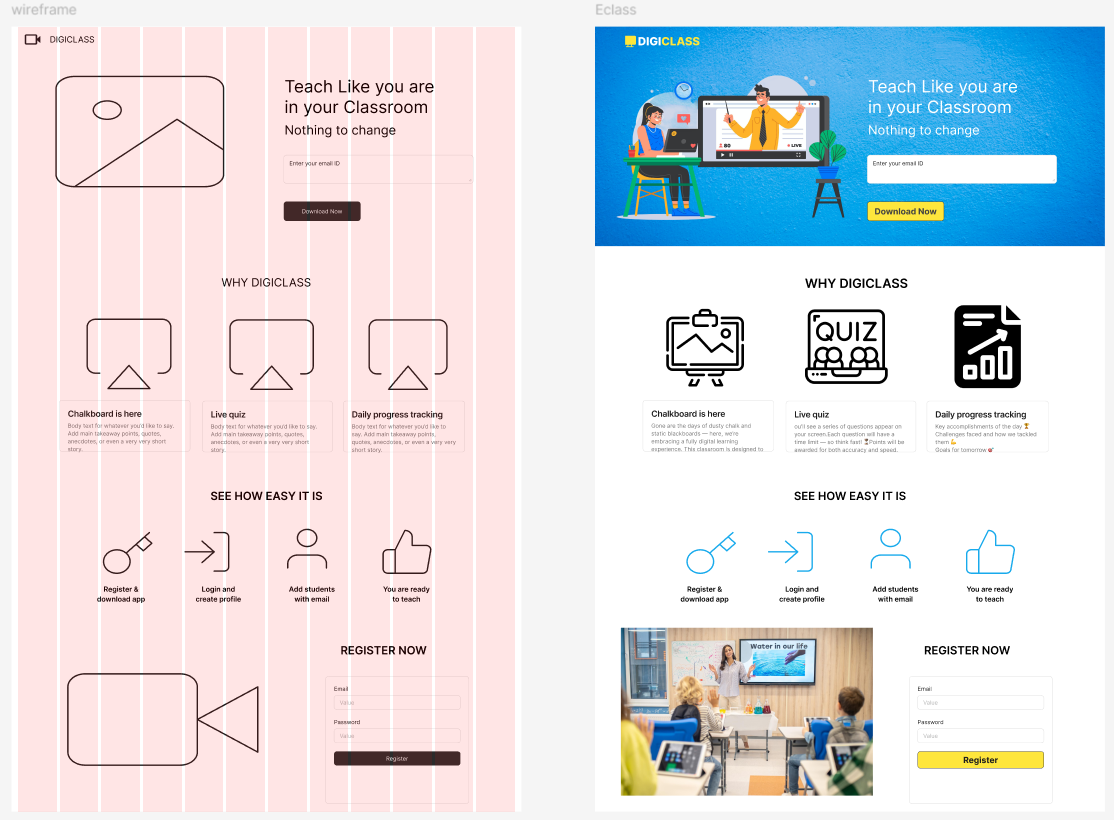 wireframe
DIGICLASS
Teach Like you are
in your Classroom
Nothing to change
Enter your email ID
Download Now
WHY DIGICLASS
Chalkboard is here
Body text for whatever you'd like to say.
Add main takeaway points, quotes,
anecdotes, or even a very very short
story.
Live quiz
Body text for whatever you'd like to say.
Add main takeaway points, quotes,
anecdotes, or even a very very short
story.
Daily progress tracking
Body text for whatever you'd like to
say. Add main takeaway points,
quotes, anecdotes, or even a very very
short story.
SEE HOW EASY IT IS
Register &
download app
Login and
create profile
Add students
with email
You are ready
to teach
REGISTER NOW
Email
Value
Password
Value
Register
Eclass
DIGICLASS
80
LIVE
Teach Like you are
in your Classroom
Nothing to change
Enter your email ID
Download Now
WHY DIGICLASS
QUIZ
Chalkboard is here
Gone are the days of dusty chalk and
static blackboards — here, we're
embracing a fully digital learning
experience. This classroom is designed to
Live quiz
ou'll see a series of questions appear on
your screen.Each question will have a
time limit — so think fast! ⌛Points will be
awarded for both accuracy and speed.
Daily progress tracking
Key accomplishments of the day 🏆
Challenges faced and how we tackled
them 💪
Goals for tomorrow 🎯
SEE HOW EASY IT IS
Register &
download app
Login and
create profile
Add students
with email
You are ready
to teach
Water in our life
REGISTER NOW
Email
Value
Password
Value
Register